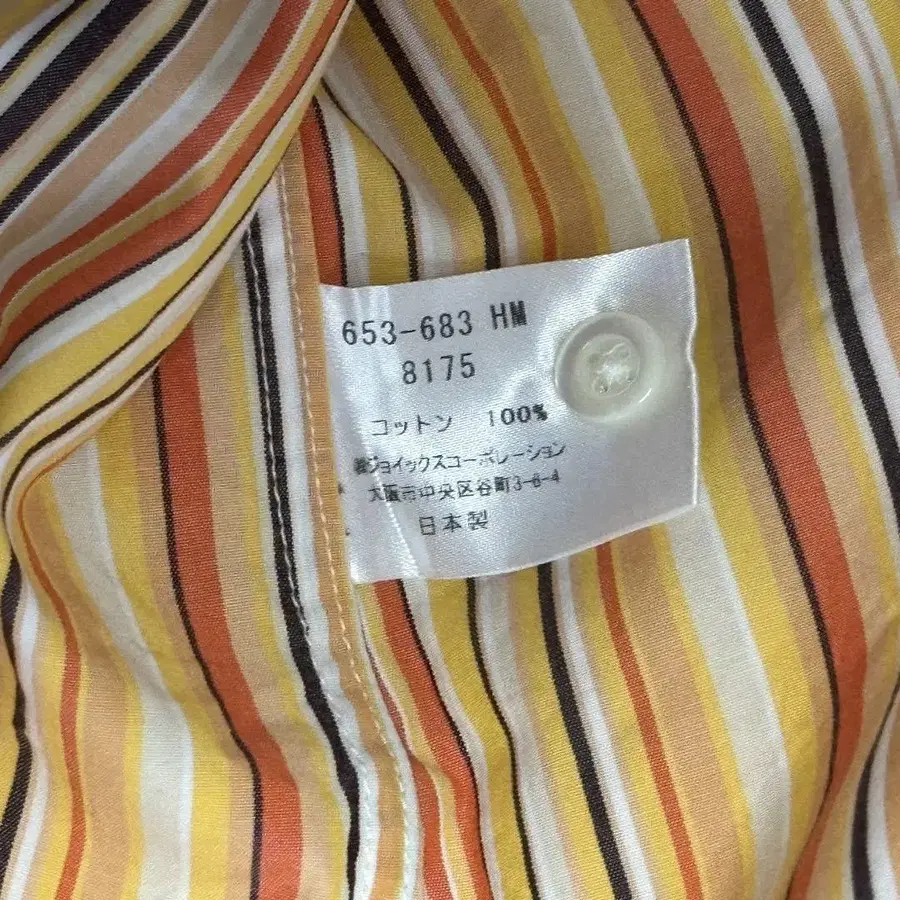 653-683 HM
8175
コットン 100%
㈱ジョイックスコーポレーション
大阪市中央区谷町3-6-4
日本製